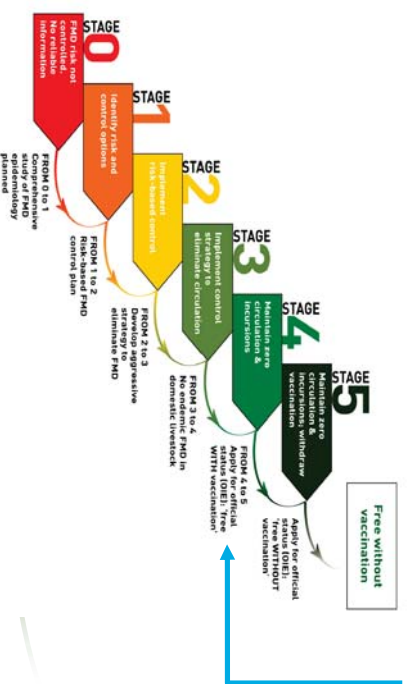 STAGE
0
FMD risk not
controlled.
No reliable
information
FROM 0 to 1
Comprehensive
study of FMD
epidemiology
planned
STAGE
1
Identify risk and
control options
FROM 1 to 2
Risk-based FMD
control plan
STAGE
2
Implement
risk-based control
FROM 2 to 3
Develop aggressive
strategy to
eliminate FMD
STAGE
3
Implement control
strategy to
eliminate circulation
FROM 3 to 4
No endemic FMD in
domestic livestock
STAGE
4
Maintain zero
circulation &
incursions
FROM 4 to 5
Apply for official
status (OIE): 'free
WITH vaccination'
STAGE
5
Maintain zero
circulation &
incursions; withdraw
vaccination
Apply for official
status (OIE):
'free WITHOUT
vaccination'
Free without
vaccination